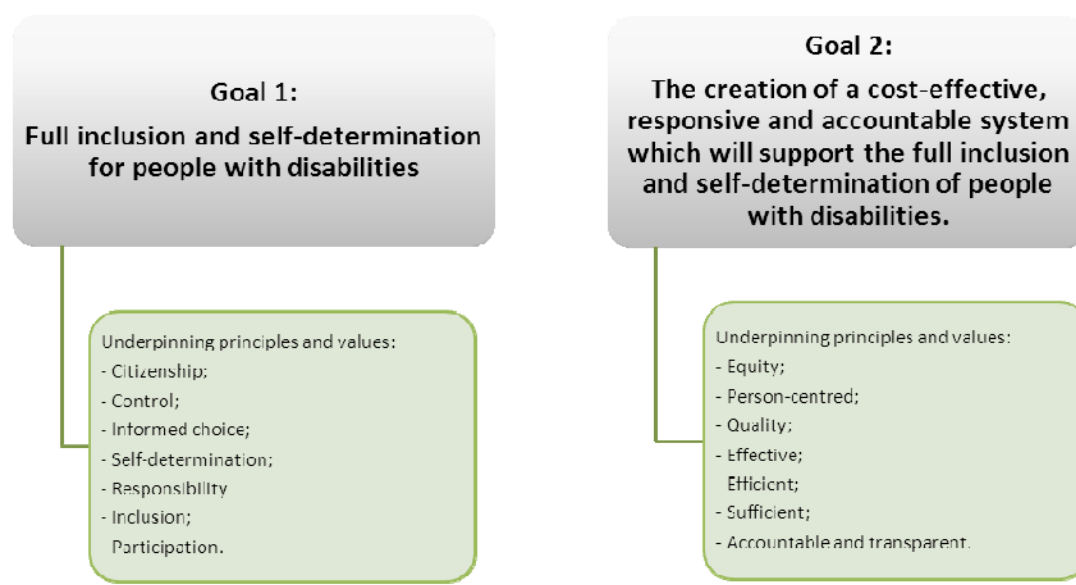 Goal 1:
Full inclusion and self-determination
for people with disabilities
Underpinning principles and values:
- Citizenship;
- Control;
- Informed choice;
- Self-determination;
- Responsibility
- Inclusion;
Participation.
Goal 2:
The creation of a cost-effective,
responsive and accountable system
which will support the full inclusion
and self-determination of people
with disabilities.
Underpinning principles and values:
- Equity;
- Person-centred;
- Quality;
- Effective;
Efficient;
- Sufficient;
- Accountable and transparent.